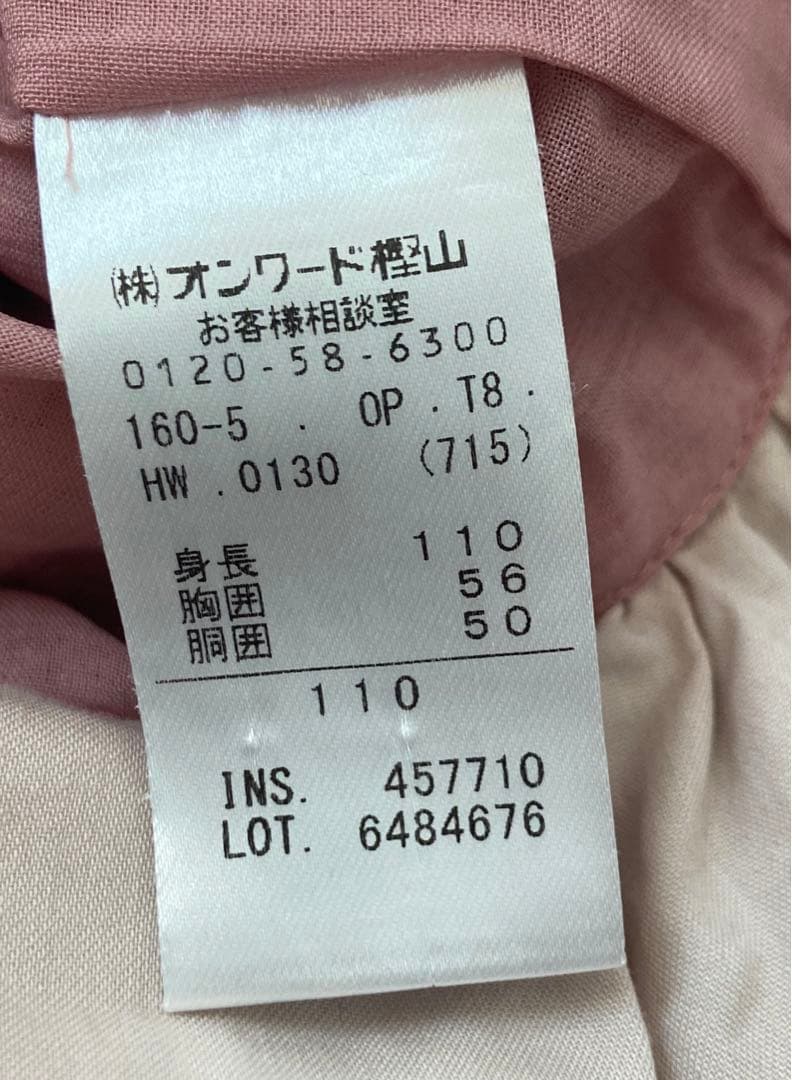 (株)オンワード樫山
お客様相談室
0120-58-6300
160-5 . OP . T8 .
HW .0130 (715)
身長 110
胸囲 56
胴囲 50
110
INS. 457710
LOT. 6484676